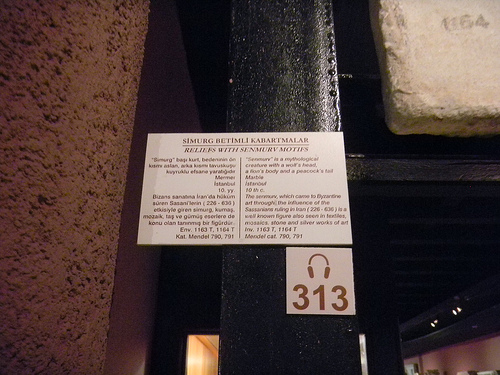 1164
SİMURG BETİMLİ KABARTMALAR
RELIEFS WITH SENMURV MOTIFS
"Simurg" başı kurt, bedeninin ön
kısmı aslan, arka kısmı tavuskuşu
kuyruklu efsane yaratığıdır
Mermer
İstanbul
10. yy.
Bizans sanatına İran'da hüküm
süren Sasani'lerin ( 226 - 636 )
etkisiyle giren simurg, kumaş,
mozaik, taş ve gümüş eserlere de
konu olan tanınmış bir figürdür.
Env. 1163 T, 1164 T
Kat. Mendel 790, 791
"Senmurv" is a mythological
creature with a wolf's head,
a lion's body and a peacock's tail
Marble
İstanbul
10 th c.
The senmurv, which came to Byzantine
art through the influence of the
Sassanians ruling in Iran ( 226 - 636 ) is a
well known figure also seen in textiles,
mosaics, stone and silver works of art
Inv. 1163 T, 1164 T
Mendel cat. 790, 791
313